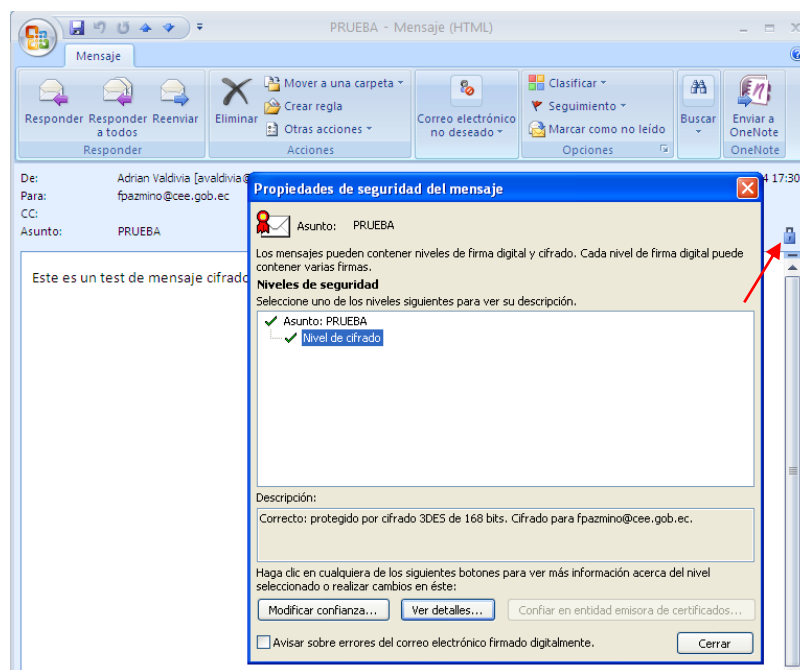 PRUEBA - Mensaje (HTML)
Mensaje
Responder Responder Reenviar
a todos
Responder
Eliminar
Mover a una carpeta
Crear regla
Otras acciones
Acciones
Correo electrónico
no deseado
Clasificar
Seguimiento
Marcar como no leído
Opciones
Buscar
Enviar a
OneNote
OneNote
De: Adrian Valdivia [avaldivia@
4 17:30
Para: fpazmino@cee.gob.ec
CC:
Asunto: PRUEBA
Este es un test de mensaje cifrado
Propiedades de seguridad del mensaje
Asunto: PRUEBA
Los mensajes pueden contener niveles de firma digital y cifrado. Cada nivel de firma digital puede
contener varias firmas.
Niveles de seguridad
Seleccione uno de los niveles siguientes para ver su descripción.
Asunto: PRUEBA
Nivel de cifrado
Descripción:
Correcto: protegido por cifrado 3DES de 168 bits. Cifrado para fpazmino@cee.gob.ec.
Haga clic en cualquiera de los siguientes botones para ver más información acerca del nivel
seleccionado o realizar cambios en éste:
Modificar confianza... Ver detalles... Confiar en entidad emisora de certificados...
Avisar sobre errores del correo electrónico firmado digitalmente. Cerrar